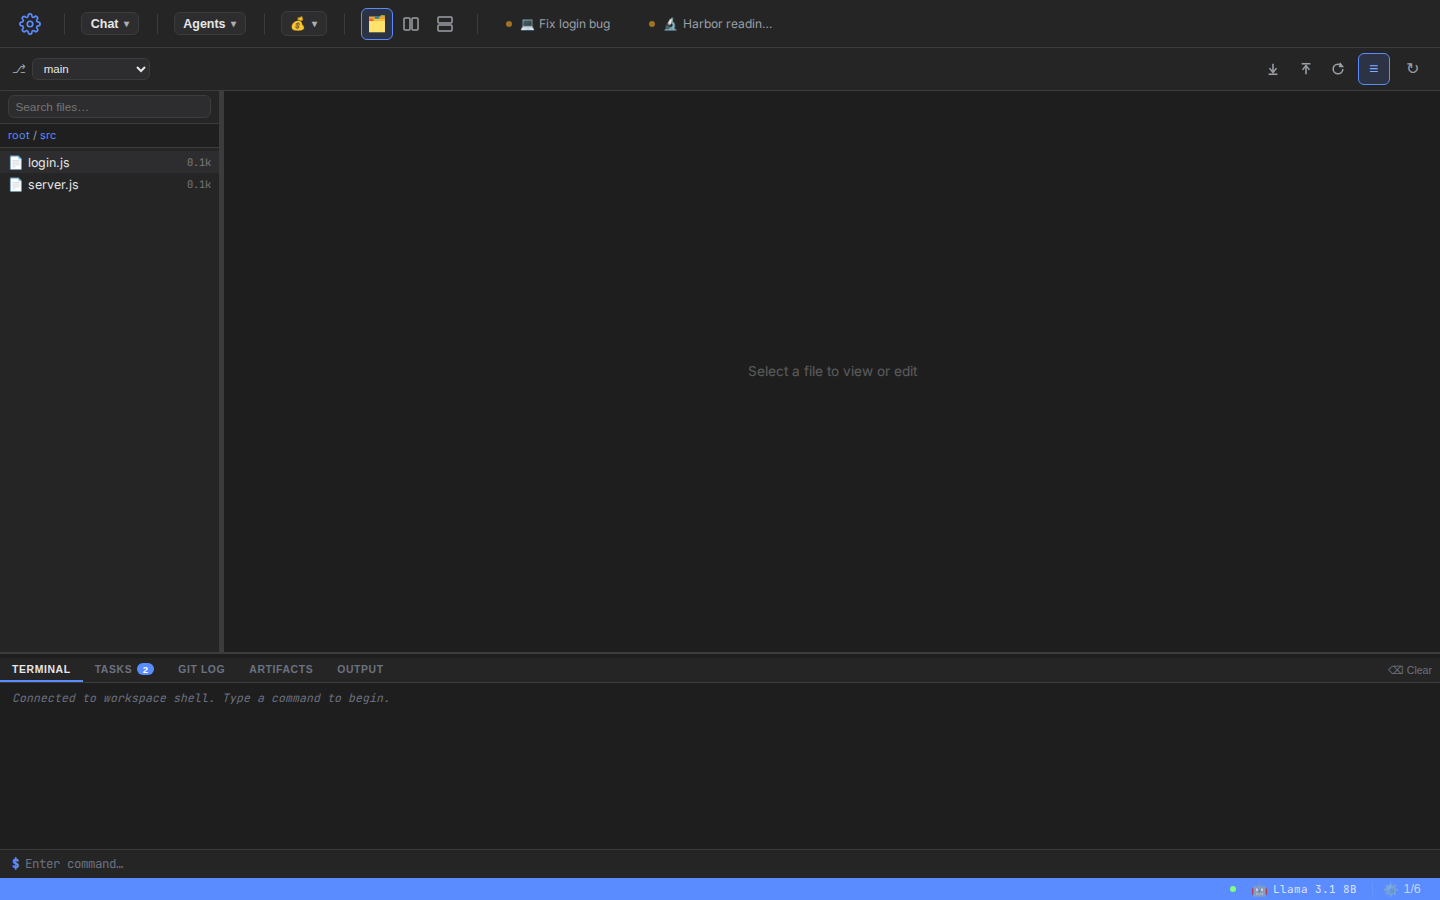 Chat ▾ Agents ▾ 💰 ▾ 💻 Fix login bug 🔬 Harbor readin...
main
Search files…
root / src
login.js 0.1k
server.js 0.1k
Select a file to view or edit
TERMINAL TASKS 2 GIT LOG ARTIFACTS OUTPUT ⌫ Clear
Connected to workspace shell. Type a command to begin.
$ Enter command…
🤖 Llama 3.1 8B ⚙️ 1/6